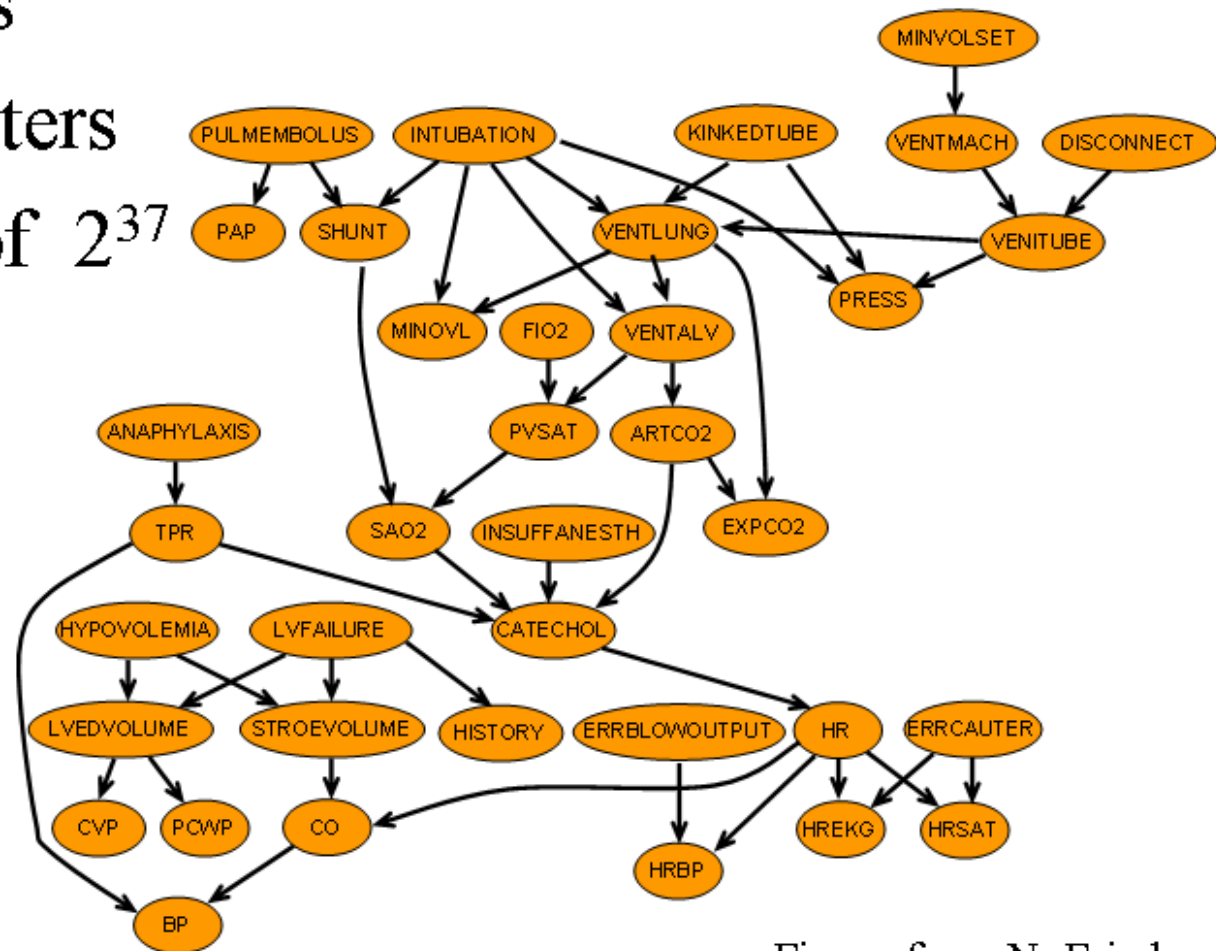 MINVOLSET
ters
PULMEMBOLUS INTUBATION KINKEDTUBE VENTMACH DISCONNECT
of 2³⁷
PAP SHUNT VENTLUNG VENITUBE
PRESS
MINOVL FIO2 VENTALV
ANAPHYLAXIS PVSAT ARTCO2
TPR SAO2 INSUFFANESTH EXPCO2
HYPOVOLEMIA LVFAILURE CATECHOL
LVEDVOLUME STROEVOLUME HISTORY ERRBLOWOUTPUT HR ERRCAUTER
CVP PCWP CO HREKG HRSAT
HRBP
BP